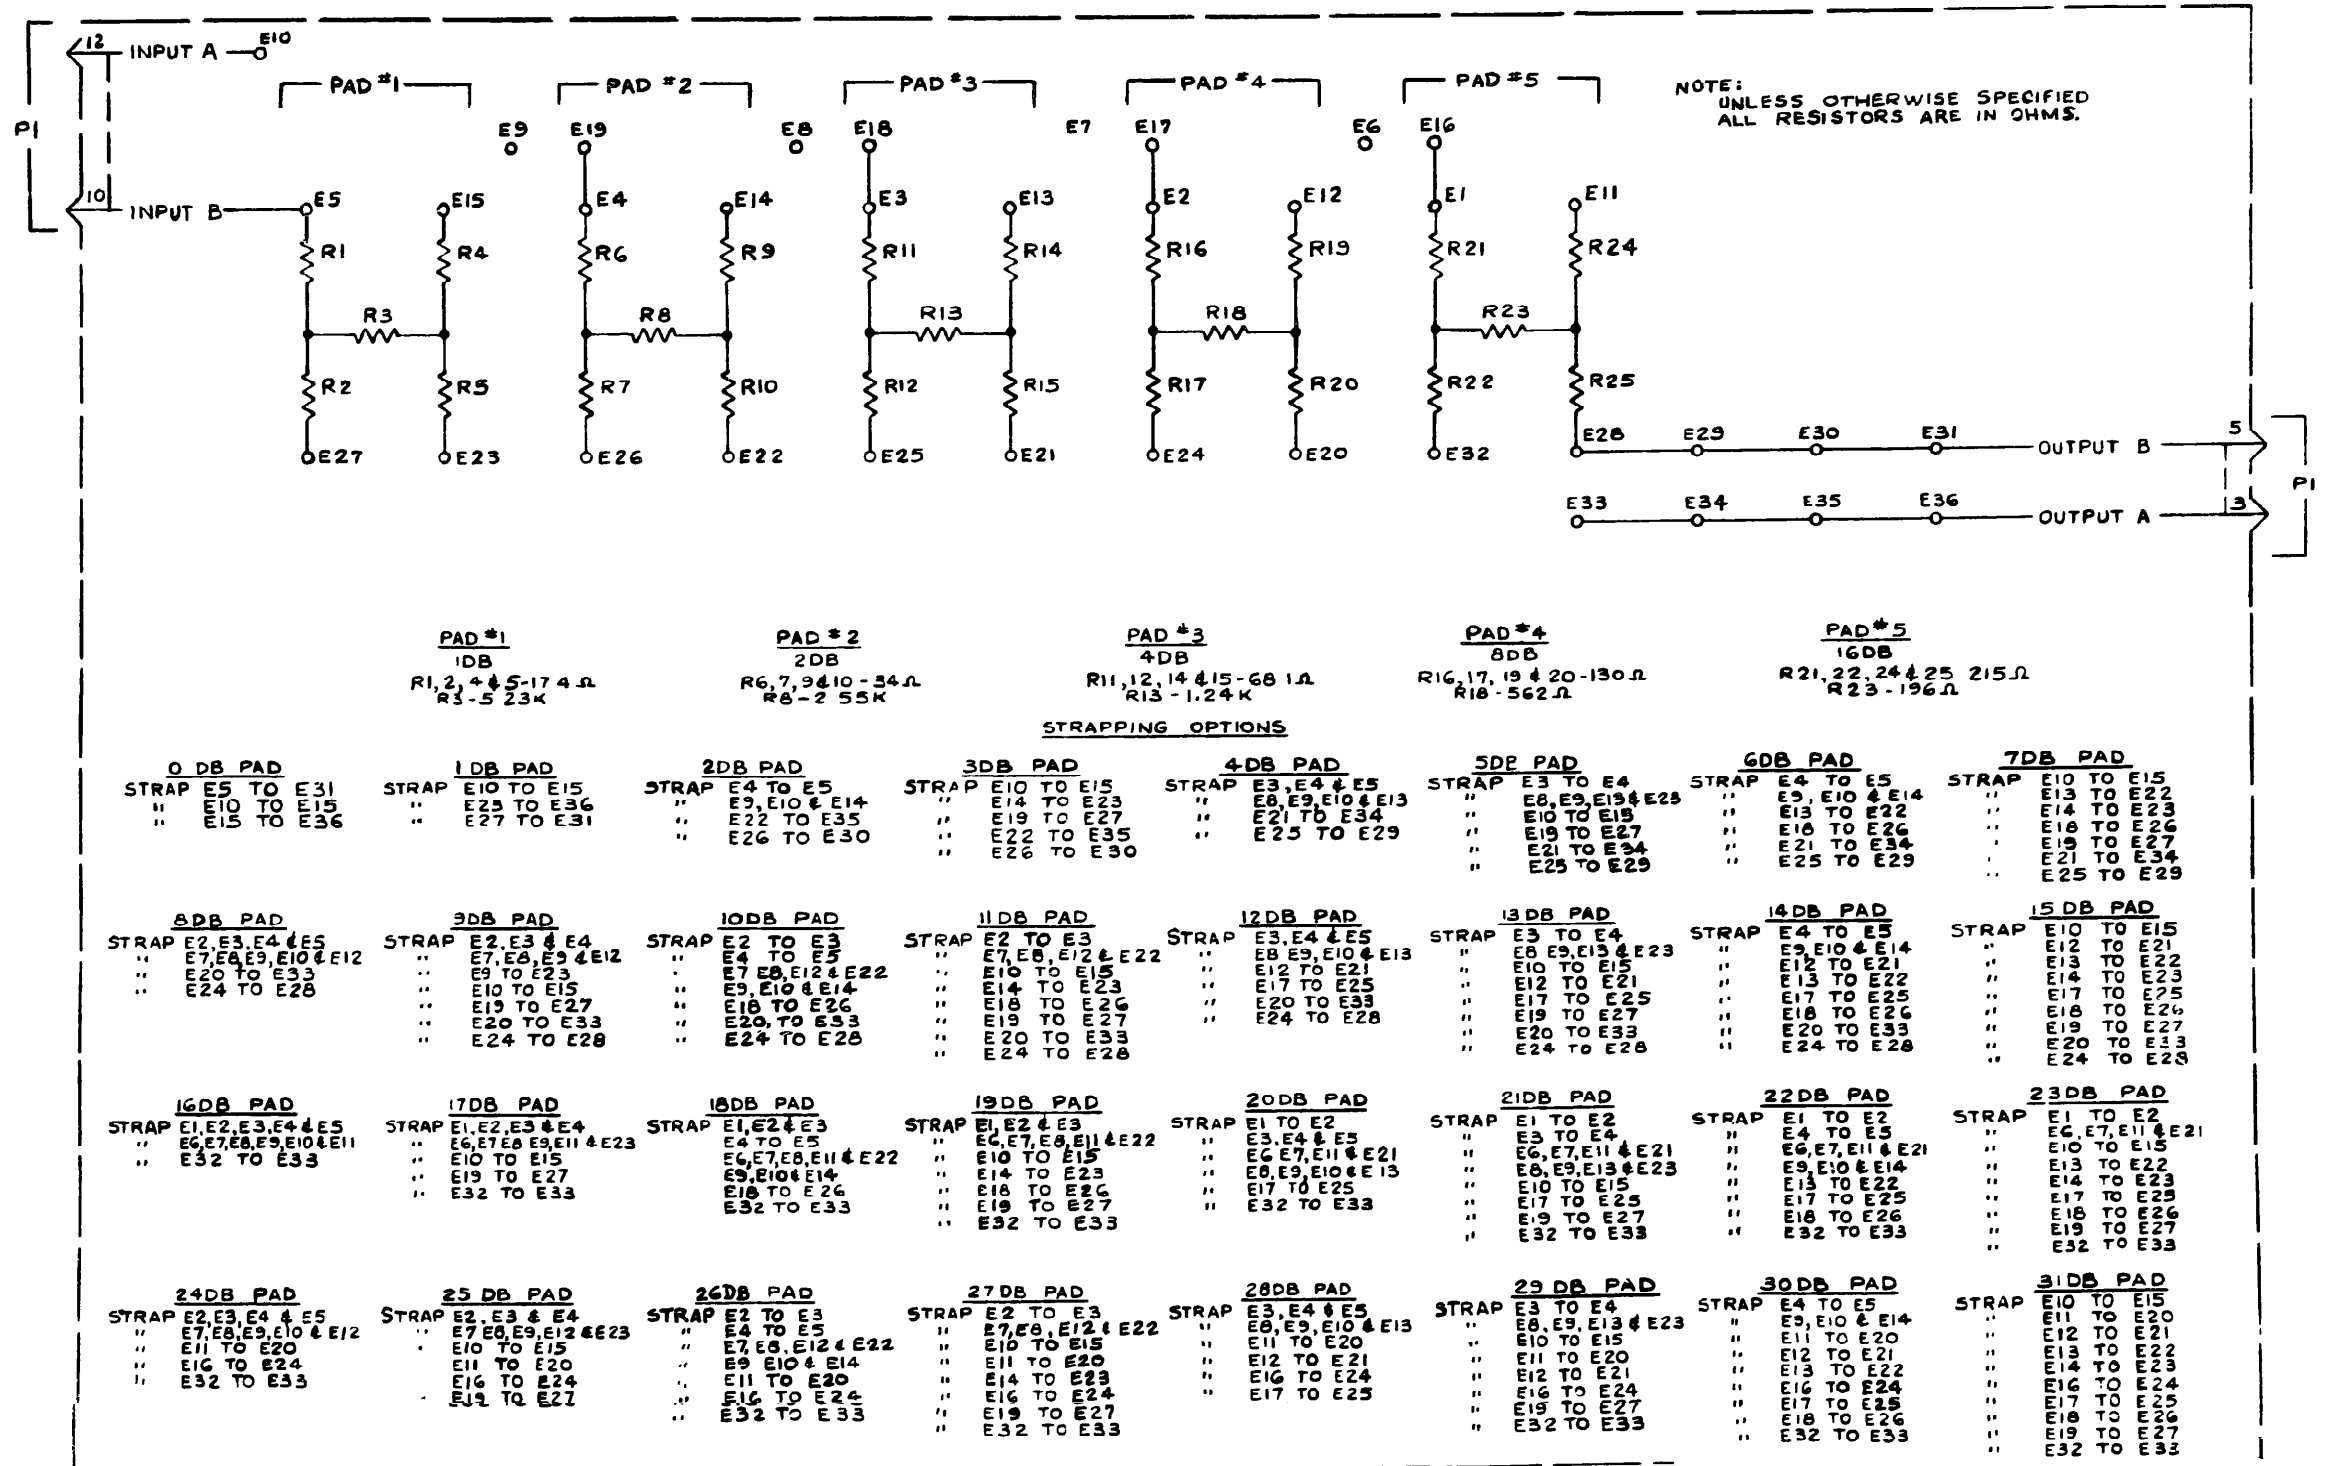 12 INPUT A E10
PAD #1 PAD #2 PAD #3 PAD #4 PAD #5
NOTE:
UNLESS OTHERWISE SPECIFIED
ALL RESISTORS ARE IN OHMS.
P1
E9 E19 E8 E18 E7 E17 E6 E16
10 INPUT B E5 E15 E4 E14 E3 E13 E2 E12 E1 E11
R1 R4 R6 R9 R11 R14 R16 R19 R21 R24
R3 R8 R13 R18 R23
R2 R5 R7 R10 R12 R15 R17 R20 R22 R25
E27 E23 E26 E22 E25 E21 E24 E20 E32 E28 E29 E30 E31 OUTPUT B 5
P1
E33 E34 E35 E36 OUTPUT A 3
PAD #1
1DB
R1,2,4 & 5-17 4 Ω
R3-5 23K
PAD #2
2DB
R6,7,9&10-34Ω
R8-2 55K
PAD #3
4DB
R11,12,14 &15-68 1Ω
R13-1.24K
PAD #4
8DB
R16,17,19 & 20-130Ω
R18-562Ω
PAD #5
16DB
R21,22,24& 25 215Ω
R23-196Ω
STRAPPING OPTIONS
0 DB PAD
STRAP E5 TO E31
" E10 TO E15
" E15 TO E36
1 DB PAD
STRAP E10 TO E15
" E23 TO E36
" E27 TO E31
2DB PAD
STRAP E4 TO E5
" E9, E10 & E14
" E22 TO E35
" E26 TO E30
3DB PAD
STRAP E10 TO E15
" E14 TO E23
" E19 TO E27
" E22 TO E35
" E26 TO E30
4DB PAD
STRAP E3,E4 & E5
" E8,E9,E10 & E13
" E21 TO E34
" E25 TO E29
PAD
STRAP E3 TO E4
" E8,E9,E13& E23
" E10 TO E15
" E19 TO E27
" E21 TO E34
" E25 TO E29
6DB PAD
STRAP E4 TO E5
" E9, E10 & E14
" E13 TO E22
" E18 TO E26
" E21 TO E34
" E25 TO E29
7DB PAD
STRAP E10 TO E15
" E13 TO E22
" E14 TO E23
" E18 TO E26
" E19 TO E27
" E21 TO E34
" E25 TO E29
8DB PAD
STRAP E2,E3,E4 & E5
" E7,E8,E9,E10& E12
" E20 TO E33
" E24 TO E28
9DB PAD
STRAP E2,E3 & E4
" E7,E8,E9 & E12
" E9 TO E23
" E10 TO E15
" E19 TO E27
" E20 TO E33
" E24 TO E28
10DB PAD
STRAP E2 TO E3
" E4 TO E5
" E7 E8,E12 & E22
" E9, E10 & E14
" E18 TO E26
" E20, TO E33
" E24 TO E28
11DB PAD
STRAP E2 TO E3
" E7,E8,E12 & E22
" E10 TO E15
" E14 TO E23
" E18 TO E26
" E19 TO E27
" E20 TO E33
" E24 TO E28
12DB PAD
STRAP E3,E4 & E5
" E8 E9,E10 & E13
" E12 TO E21
" E17 TO E25
" E20 TO E33
" E24 TO E28
13DB PAD
STRAP E3 TO E4
" E8 E9,E13 & E23
" E10 TO E15
" E12 TO E21
" E17 TO E25
" E19 TO E27
" E20 TO E33
" E24 TO E28
14DB PAD
STRAP E4 TO E5
" E9,E10 & E14
" E12 TO E21
" E13 TO E22
" E17 TO E25
" E18 TO E26
" E20 TO E33
" E24 TO E28
15 DB PAD
STRAP E10 TO E15
" E12 TO E21
" E13 TO E22
" E14 TO E23
" E17 TO E25
" E18 TO E26
" E19 TO E27
" E20 TO E33
" E24 TO E28
16DB PAD
STRAP E1,E2,E3,E4 & E5
" E6,E7,E8,E9,E10 & E11
" E32 TO E33
17DB PAD
STRAP E1,E2,E3 & E4
" E6,E7 E8 E9,E11 & E23
" E10 TO E15
" E19 TO E27
" E32 TO E33
18DB PAD
STRAP E1,E2 & E3
" E4 TO E5
" E6,E7,E8,E11 & E22
" E9,E10 & E14
" E18 TO E26
" E32 TO E33
19DB PAD
STRAP E1, E2 & E3
" E6,E7,E8,E11 & E22
" E10 TO E15
" E14 TO E23
" E18 TO E26
" E19 TO E27
" E32 TO E33
20DB PAD
STRAP E1 TO E2
" E3,E4 & E5
" E6 E7,E11 & E21
" E8,E9,E10 & E13
" E17 TO E25
" E32 TO E33
21DB PAD
STRAP E1 TO E2
" E3 TO E4
" E6,E7,E11 & E21
" E8,E9,E13 & E23
" E10 TO E15
" E17 TO E25
" E19 TO E27
" E32 TO E33
22DB PAD
STRAP E1 TO E2
" E4 TO E5
" E6,E7,E11 & E21
" E9,E10 & E14
" E13 TO E22
" E17 TO E25
" E18 TO E26
" E32 TO E33
23DB PAD
STRAP E1 TO E2
" E6,E7,E11 & E21
" E10 TO E15
" E13 TO E22
" E14 TO E23
" E17 TO E25
" E18 TO E26
" E19 TO E27
" E32 TO E33
24DB PAD
STRAP E2,E3,E4 & E5
" E7,E8,E9,E10 & E12
" E11 TO E20
" E16 TO E24
" E32 TO E33
25 DB PAD
STRAP E2,E3 & E4
" E7 E8,E9,E12 & E23
" E10 TO E15
E11 TO E20
E16 TO E24
" E19 TO E27
26DB PAD
STRAP E2 TO E3
" E4 TO E5
" E7,E8,E12 & E22
" E9 E10 & E14
" E11 TO E20
" E16 TO E24
" E32 TO E33
27DB PAD
STRAP E2 TO E3
" E7,E8,E12 & E22
" E10 TO E15
" E11 TO E20
" E14 TO E23
" E16 TO E24
" E19 TO E27
" E32 TO E33
28DB PAD
STRAP E3,E4 & E5
" E8,E9,E10 & E13
" E11 TO E20
" E12 TO E21
" E16 TO E24
" E17 TO E25
29 DB PAD
STRAP E3 TO E4
" E8,E9,E13 & E23
" E10 TO E15
" E11 TO E20
" E12 TO E21
" E16 TO E24
" E19 TO E27
" E32 TO E33
30DB PAD
STRAP E4 TO E5
" E9,E10 & E14
" E11 TO E20
" E12 TO E21
" E13 TO E22
" E16 TO E24
" E17 TO E25
" E18 TO E26
" E32 TO E33
31DB PAD
STRAP E10 TO E15
" E11 TO E20
" E12 TO E21
" E13 TO E22
" E14 TO E23
" E16 TO E24
" E17 TO E25
" E18 TO E26
" E19 TO E27
" E32 TO E33